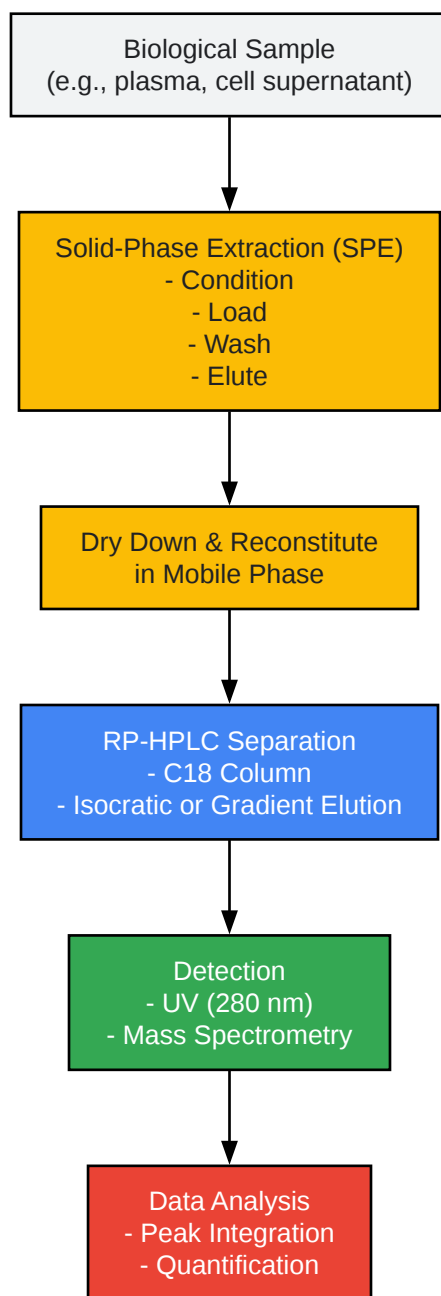 Biological Sample
(e.g., plasma, cell supernatant)
Solid-Phase Extraction (SPE)
- Condition
- Load
- Wash
- Elute
Dry Down & Reconstitute
in Mobile Phase
RP-HPLC Separation
- C18 Column
- Isocratic or Gradient Elution
Detection
- UV (280 nm)
- Mass Spectrometry
Data Analysis
- Peak Integration
- Quantification